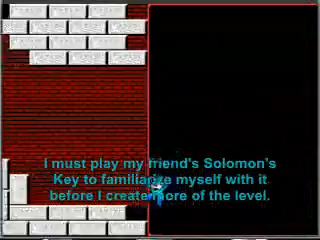 I must play my friend's Solomon's
Key to familiarize myself with it
before I create more of the level.